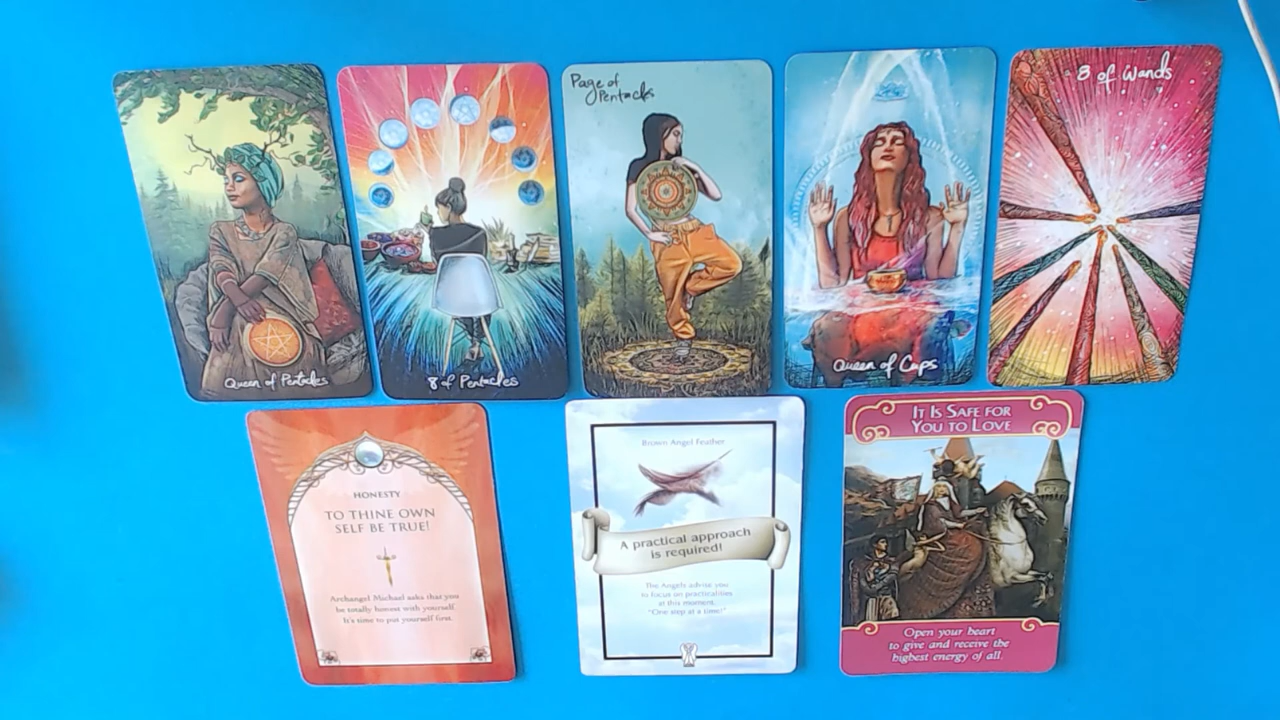 Queen of Pentacles
8 of Pentacles
Page of
Pentacles
Queen of Cups
8 of Wands
HONESTY
TO THINE OWN
SELF BE TRUE!
Archangel Michael asks that you
be totally honest with yourself.
It's time to put yourself first.
Brown Angel Feather
A practical approach
is required!
The Angels advise you
to focus on practicalities
at this moment.
"One step at a time!"
IT IS SAFE FOR
YOU TO LOVE
Open your heart
to give and receive the
highest energy of all.